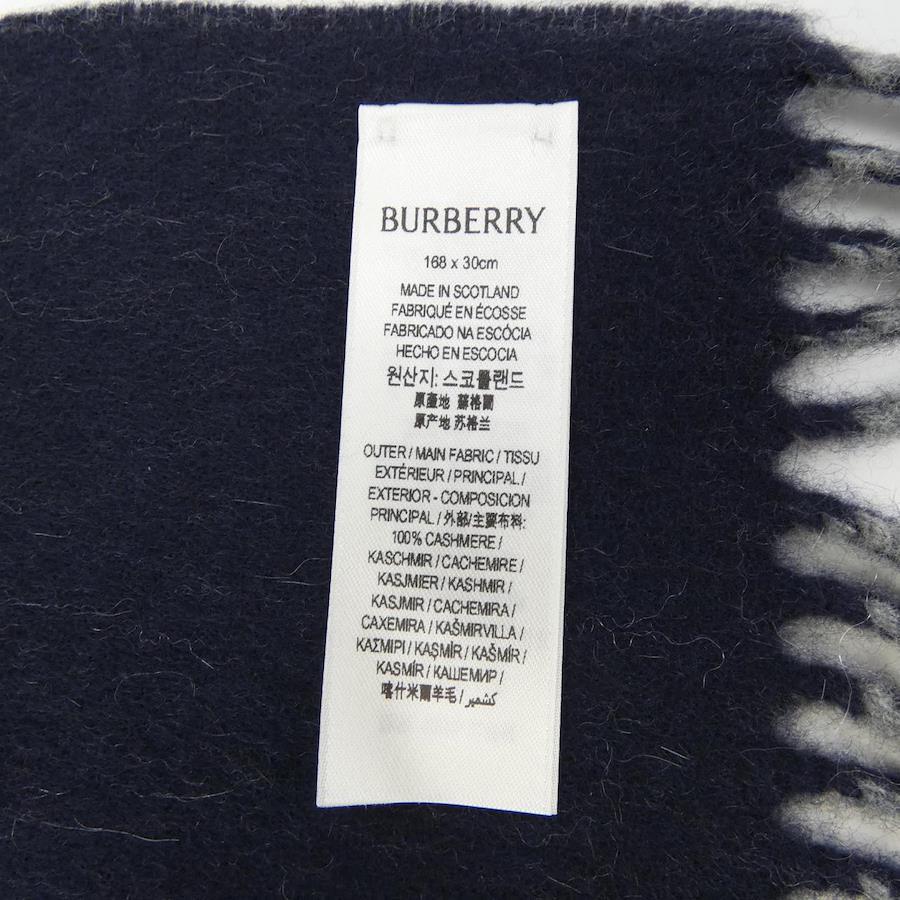 BURBERRY
168 x 30cm
MADE IN SCOTLAND
FABRIQUÉ EN ÉCOSSE
FABRICADO NA ESCÓCIA
HECHO EN ESCOCIA
원산지: 스코틀랜드
原產地 蘇格蘭
原产地 苏格兰
OUTER / MAIN FABRIC / TISSU
EXTÉRIEUR / PRINCIPAL /
EXTERIOR - COMPOSICION
PRINCIPAL / 外部/主要布料:
100% CASHMERE /
KASCHMIR / CACHEMIRE /
KASJMIER / KASHMIR /
KASJMIR / CACHEMIRA /
CAXEMIRA / KAŠMIRVILLA /
ΚΑΣΜΙΡΙ / KAŞMIR / KAŠMÍR /
KASMÍR / КАШЕМИР /
喀什米爾羊毛 / كشمير